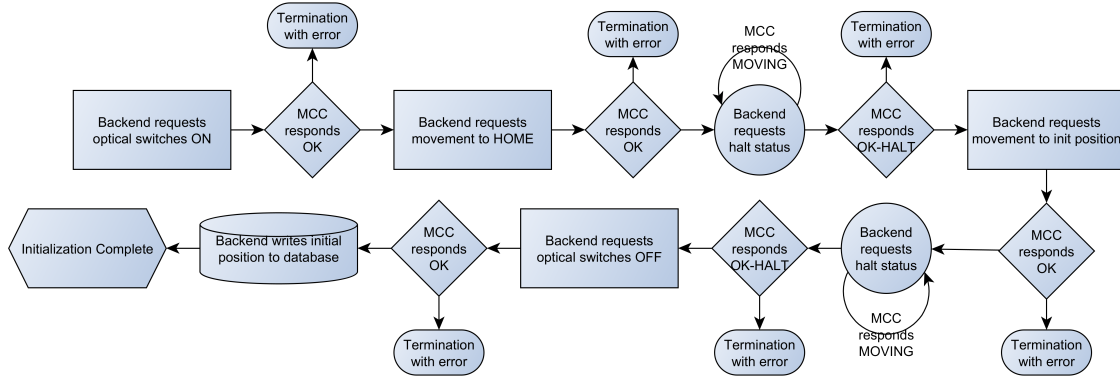 Termination
with error
Backend requests
optical switches ON
MCC
responds
OK
Backend requests
movement to HOME
Termination
with error
MCC
responds
OK
MCC
responds
MOVING
Backend
requests
halt status
Termination
with error
MCC
responds
OK-HALT
Backend requests
movement to init position
MCC
responds
OK
Termination
with error
Backend
requests
halt status
MCC
responds
MOVING
MCC
responds
OK-HALT
Termination
with error
Backend requests
optical switches OFF
MCC
responds
OK
Termination
with error
Backend writes initial
position to database
Initialization Complete